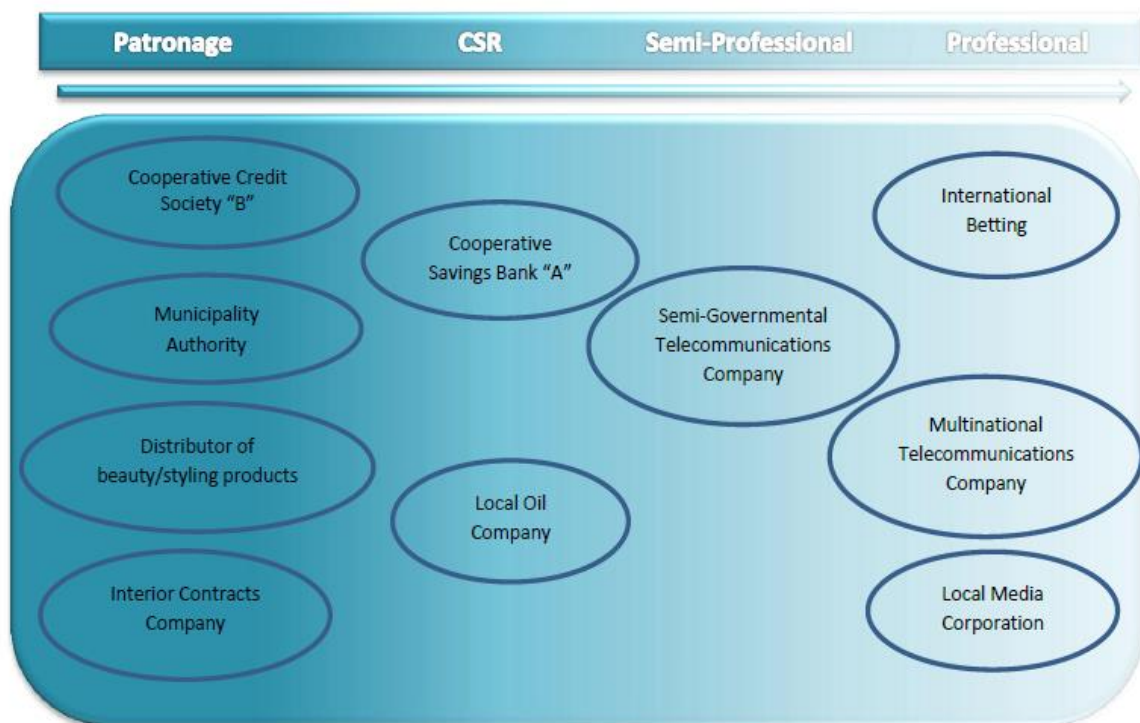 Patronage
CSR
Semi-Professional
Professional
Cooperative Credit
Society “B”
International
Betting
Cooperative
Savings Bank “A”
Municipality
Authority
Semi-Governmental
Telecommunications
Company
Distributor of
beauty/styling products
Multinational
Telecommunications
Company
Local Oil
Company
Interior Contracts
Company
Local Media
Corporation